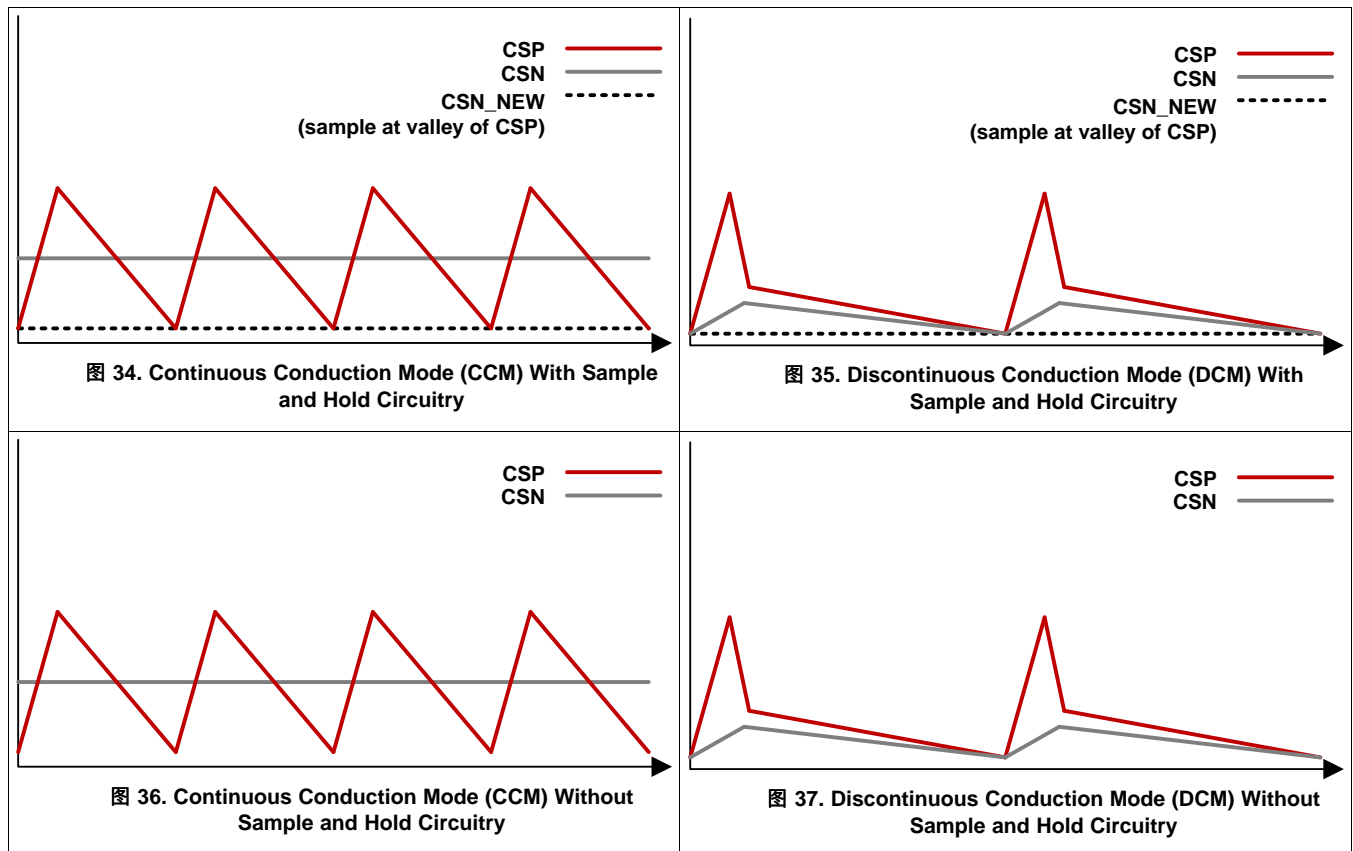 CSP
CSN
CSN_NEW
(sample at valley of CSP)
图 34. Continuous Conduction Mode (CCM) With Sample
and Hold Circuitry
CSP
CSN
CSN_NEW
(sample at valley of CSP)
图 35. Discontinuous Conduction Mode (DCM) With
Sample and Hold Circuitry
CSP
CSN
图 36. Continuous Conduction Mode (CCM) Without
Sample and Hold Circuitry
CSP
CSN
图 37. Discontinuous Conduction Mode (DCM) Without
Sample and Hold Circuitry